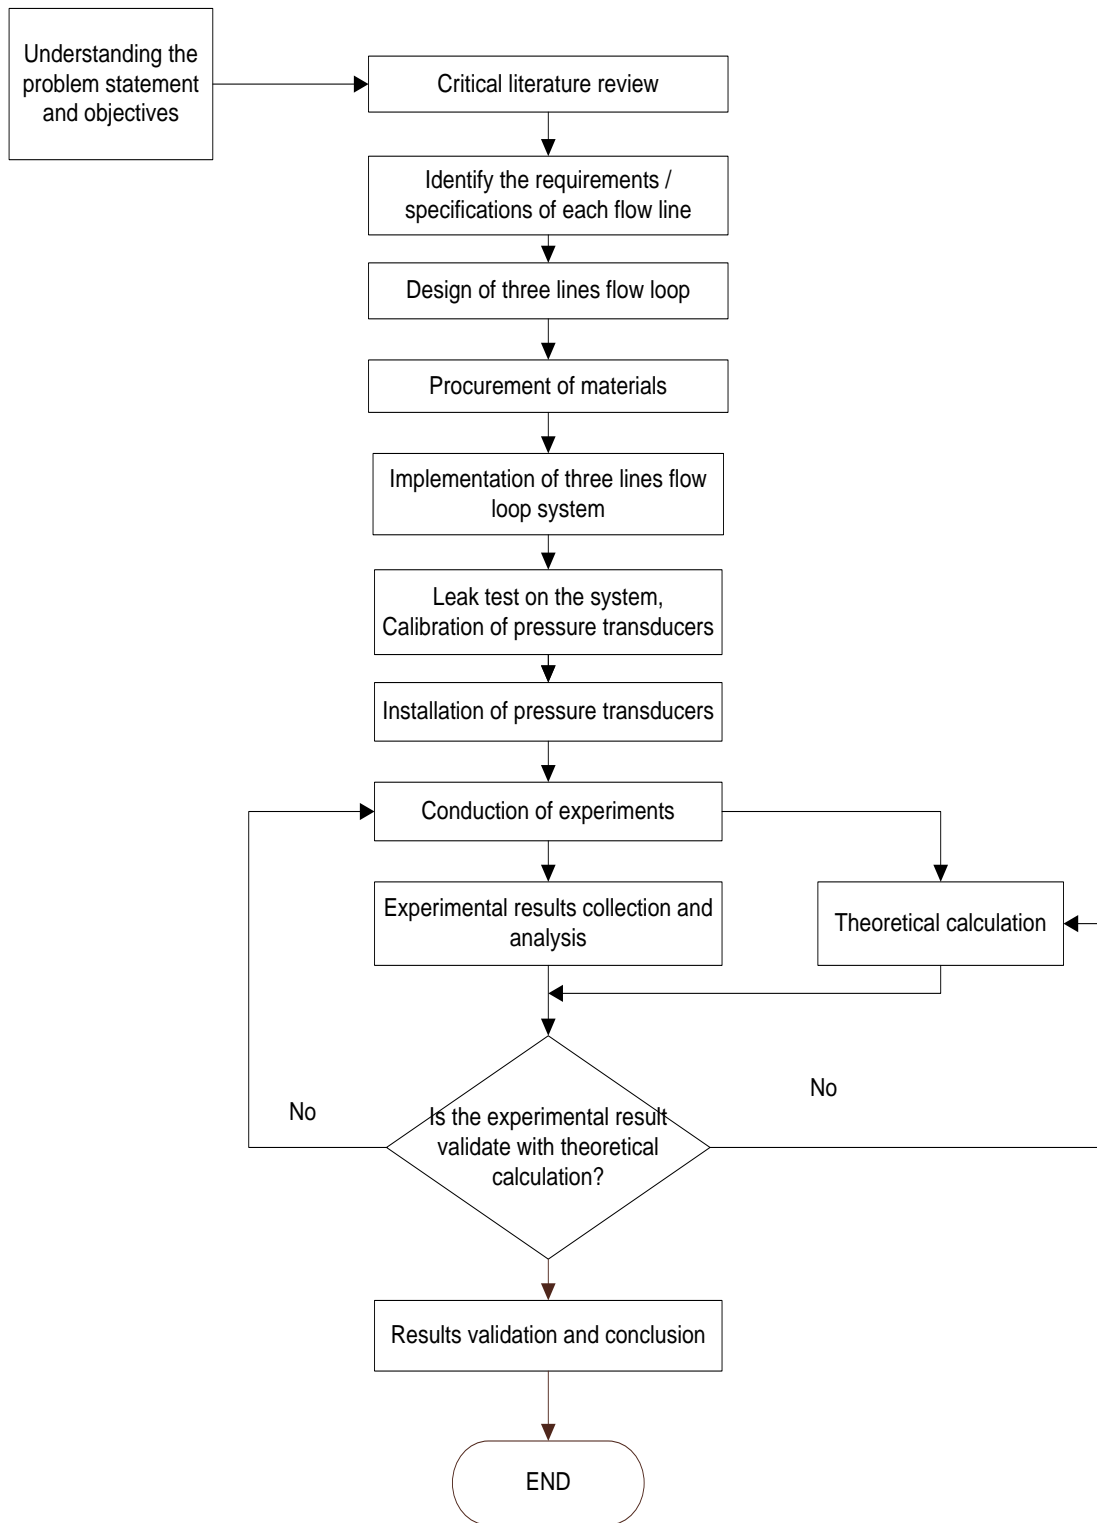 Understanding the
problem statement
and objectives
Critical literature review
Identify the requirements /
specifications of each flow line
Design of three lines flow loop
Procurement of materials
Implementation of three lines flow
loop system
Leak test on the system,
Calibration of pressure transducers
Installation of pressure transducers
Conduction of experiments
Experimental results collection and
analysis
Theoretical calculation
No
No
Is the experimental result
validate with theoretical
calculation?
Results validation and conclusion
END